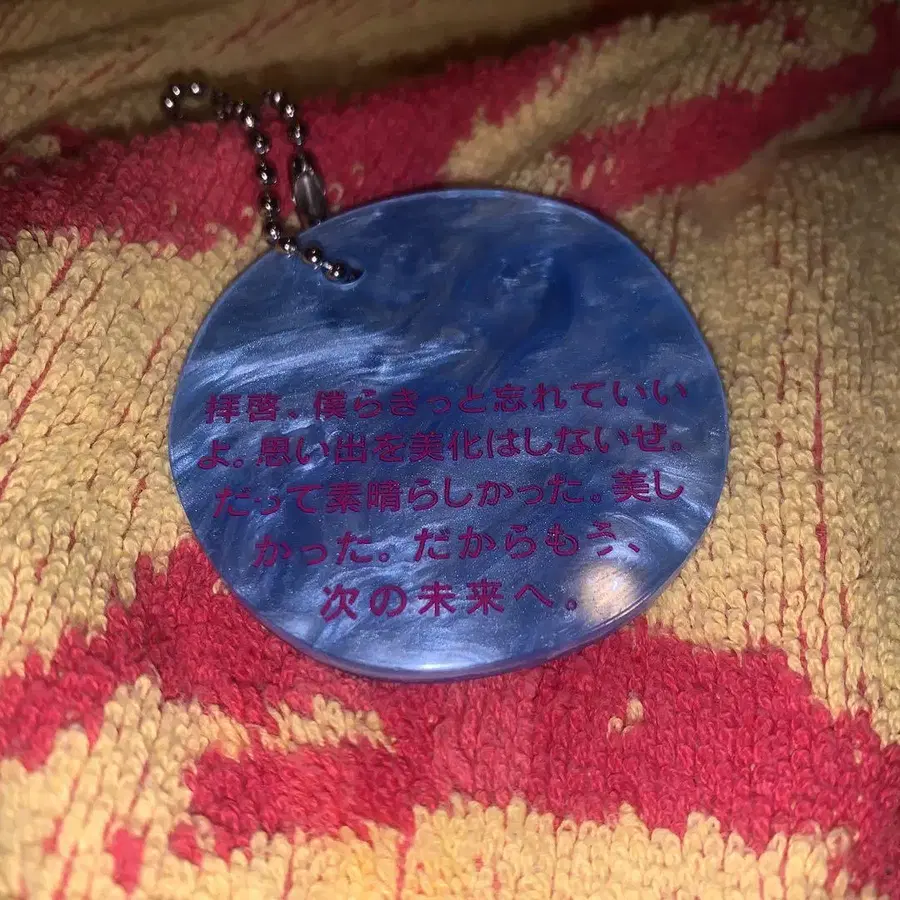 拝啓。僕らきっと忘れていい
よ。思い出を美化はしないぜ。
だって素晴らしかった。美し
かった。だからもう、
次の未来へ。